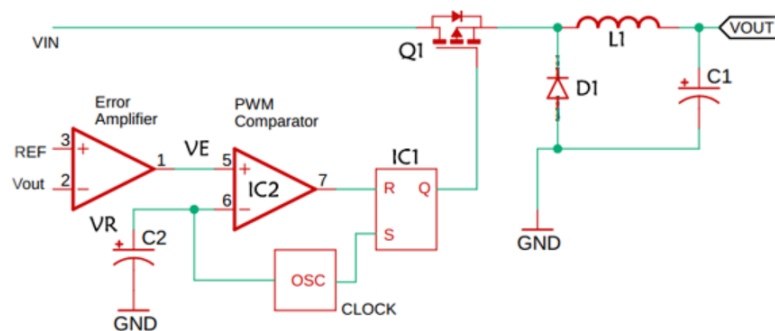 VIN
Q1
L1
VOUT
D1
C1
+
Error
Amplifier
PWM
Comparator
REF
3
+
1
VE
5
+
IC1
Vout
2
-
IC2
7
R
Q
6
-
S
VR
+
C2
OSC
CLOCK
GND
GND
+